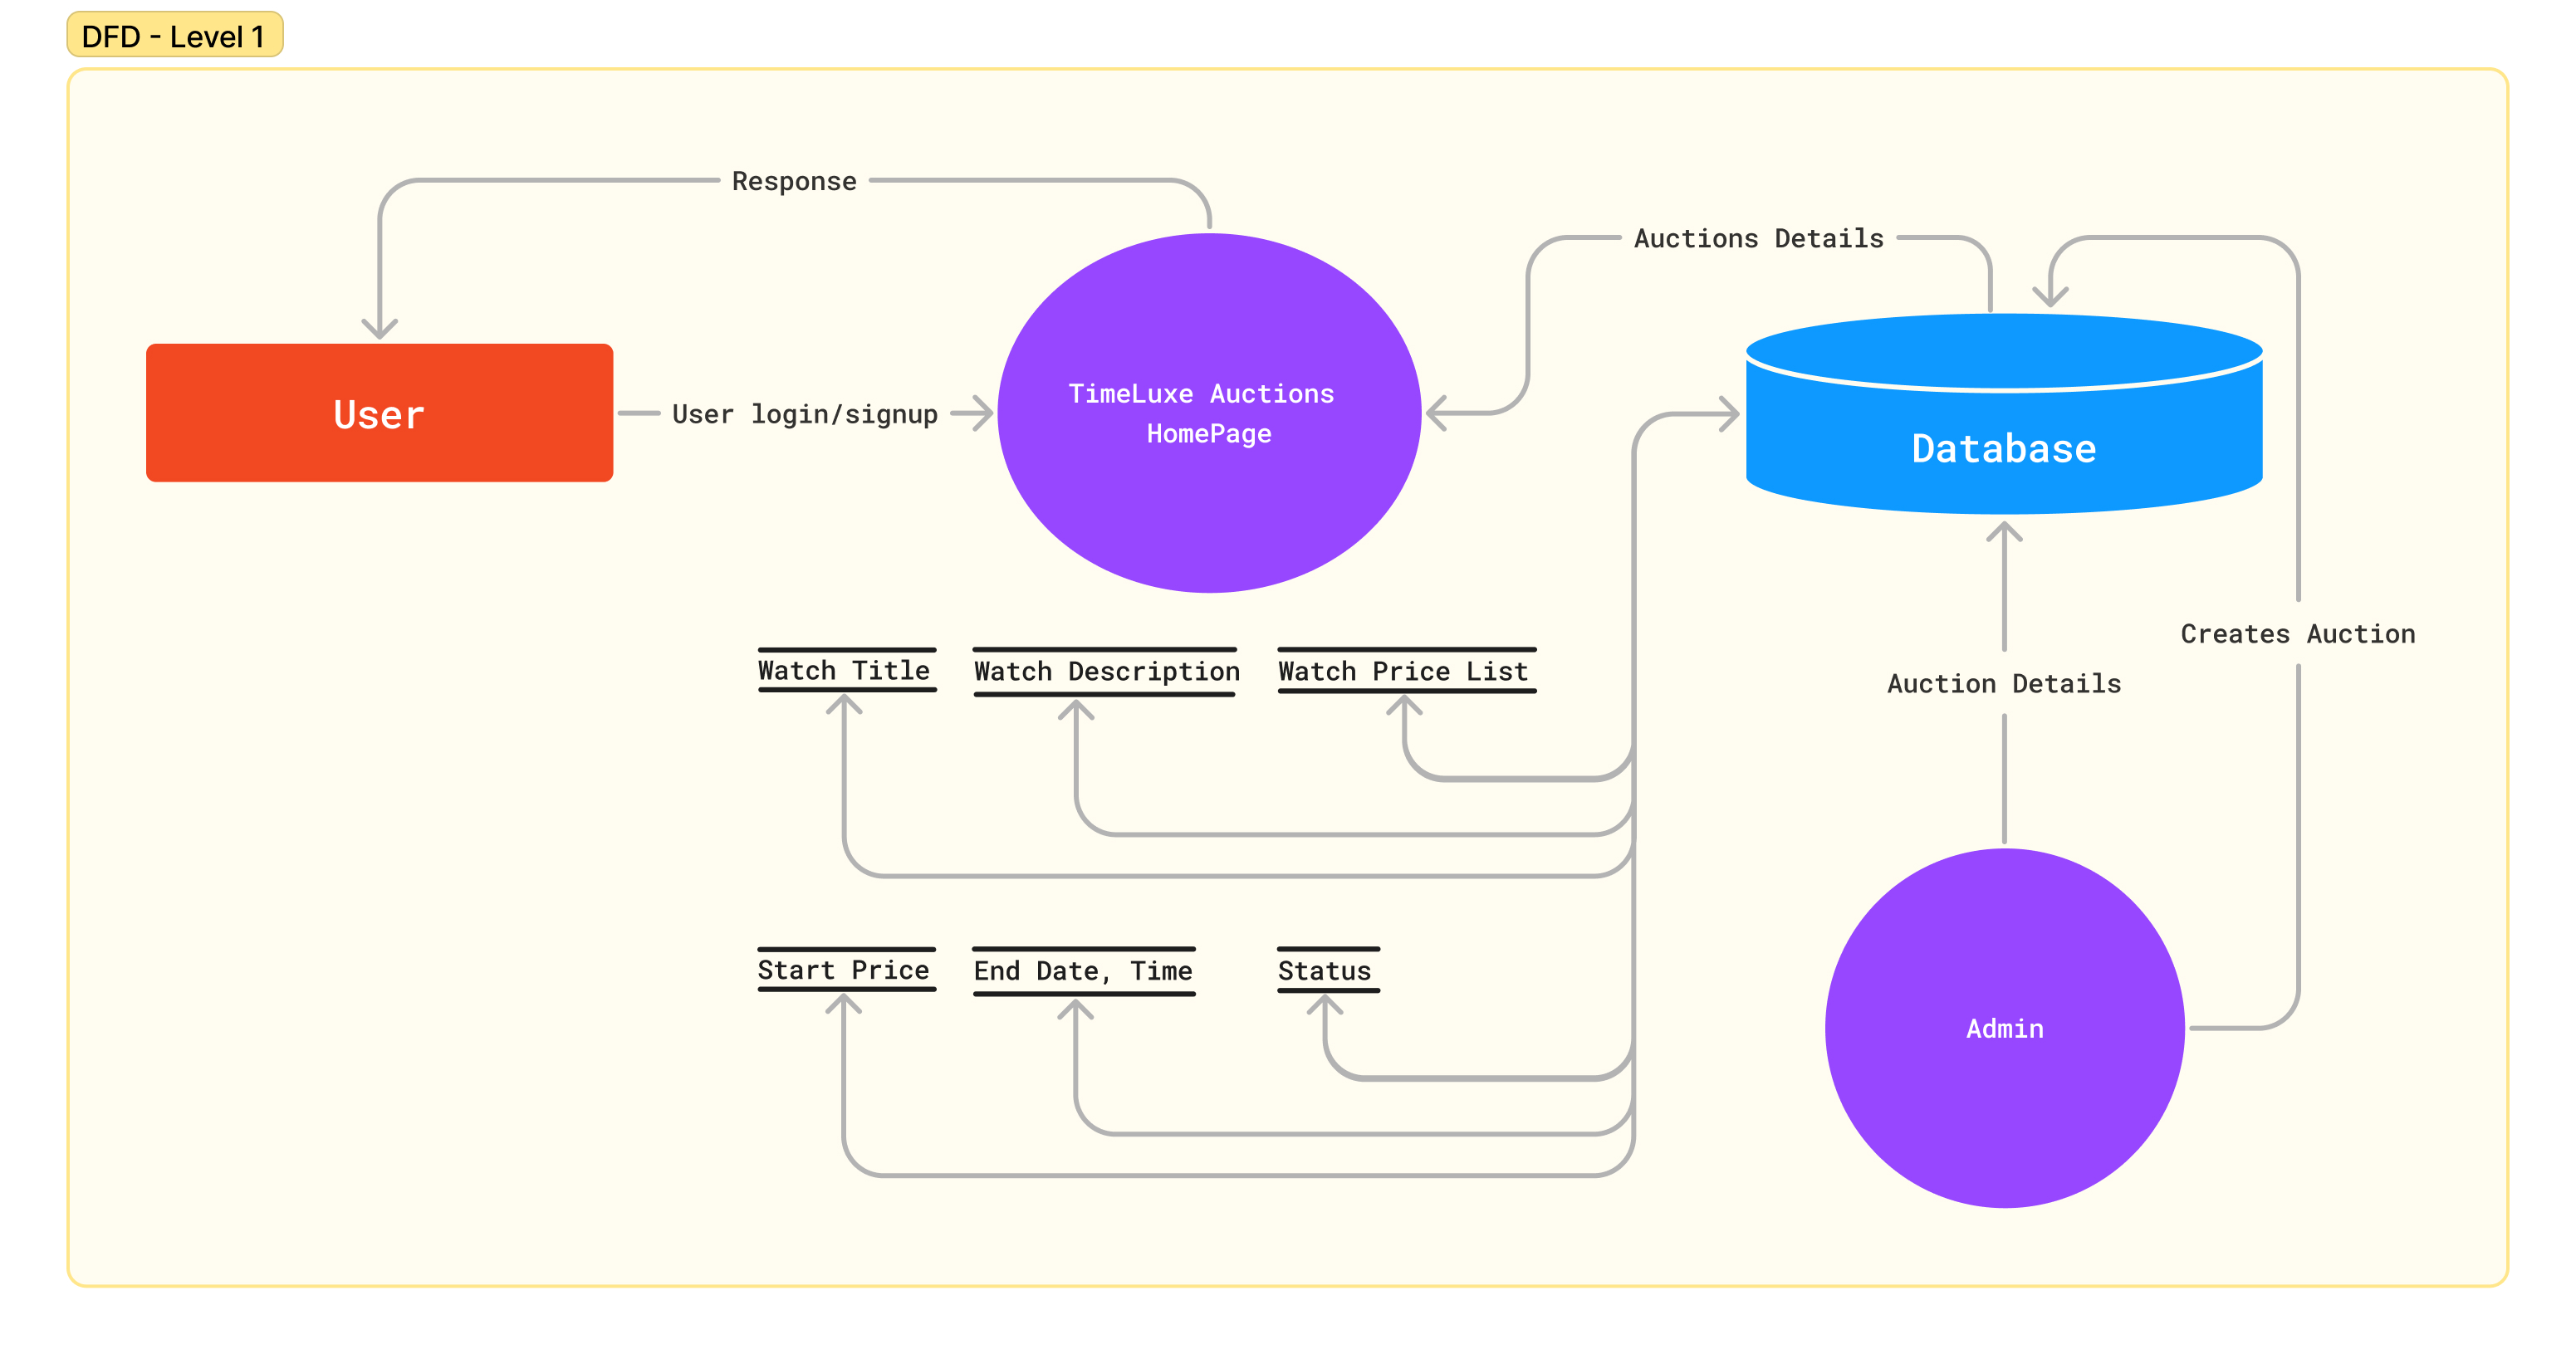 DFD - Level 1
Response
Auctions Details
User
User login/signup
TimeLuxe Auctions
HomePage
Database
Creates Auction
Watch Title
Watch Description
Watch Price List
Auction Details
Start Price
End Date, Time
Status
Admin